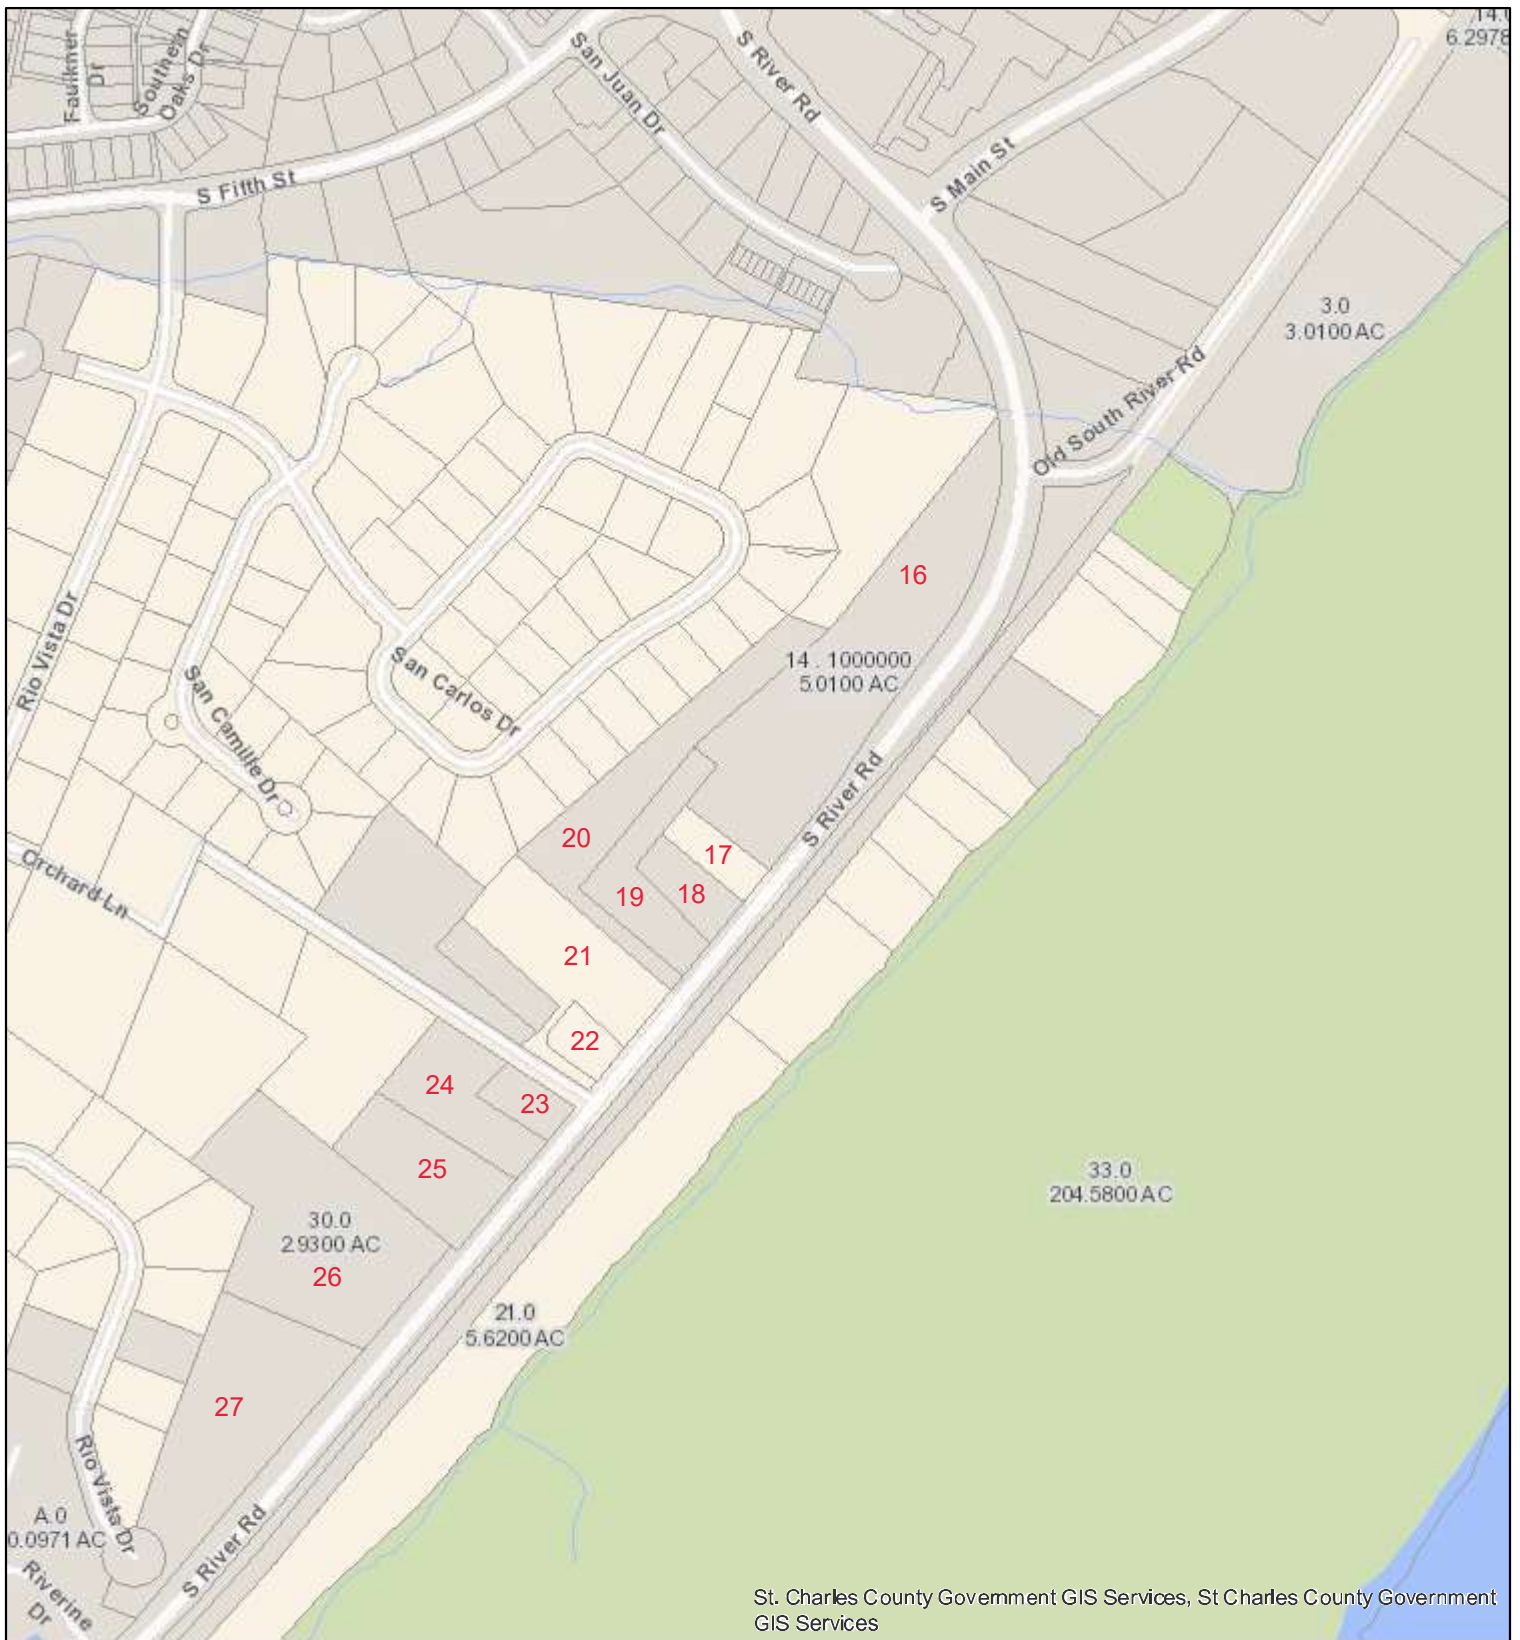 14.0
6.2978
Faulkner
Dr
Southern
Oaks Dr
San Juan Dr
S River Rd
S Main St
S Fifth St
3.0
3.0100 AC
Old South River Rd
16
14 . 1000000
5.0100 AC
Rio Vista Dr
San Carlos Dr
San Camille Dr
S River Rd
20
17
19
18
Orchard Ln
21
22
24
23
25
33.0
204.5800 AC
30.0
2.9300 AC
26
21.0
5.6200 AC
27
Rio Vista Dr
A.0
0.0971 AC
S River Rd
Riverine
Dr
St. Charles County Government GIS Services, St Charles County Government
GIS Services